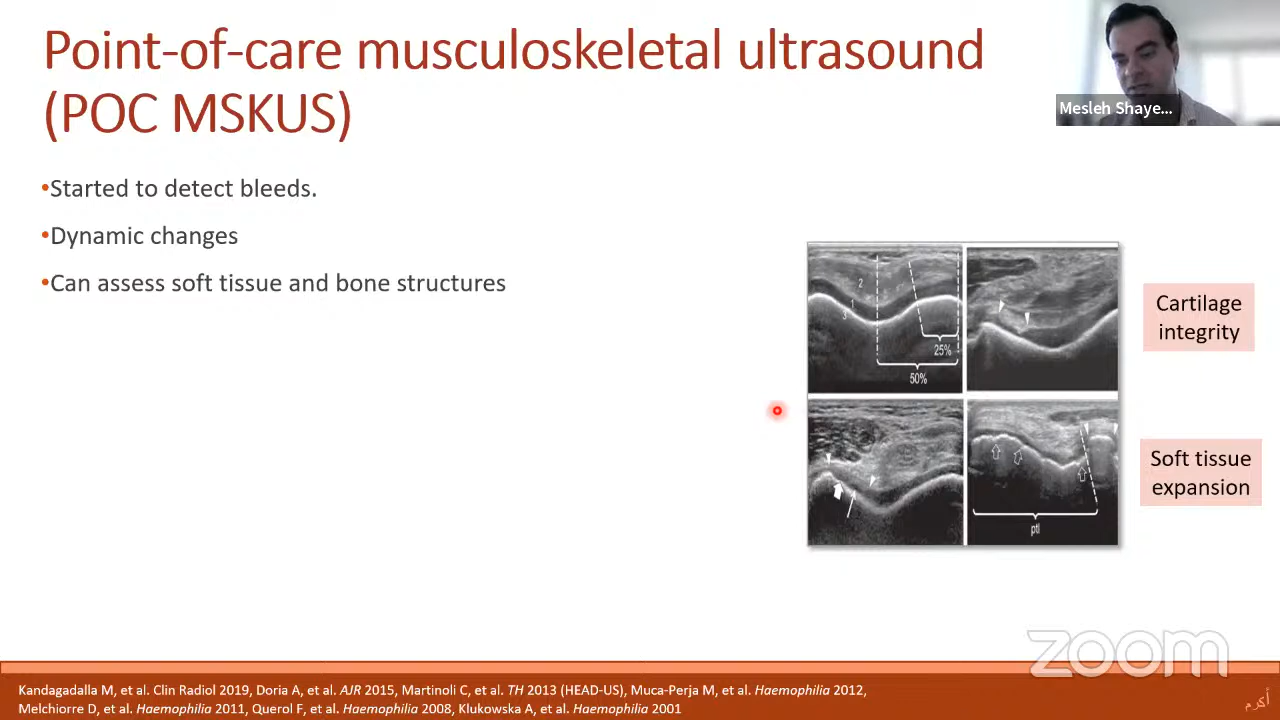 Point-of-care musculoskeletal ultrasound
(POC MSKUS)
Mesleh Shaye...
•Started to detect bleeds.
•Dynamic changes
•Can assess soft tissue and bone structures
2
1
3
25%
50%
Cartilage
integrity
ptl
Soft tissue
expansion
zoom
Kandagadalla M, et al. Clin Radiol 2019, Doria A, et al. AJR 2015, Martinoli C, et al. TH 2013 (HEAD-US), Muca-Perja M, et al. Haemophilia 2012,
Melchiorre D, et al. Haemophilia 2011, Querol F, et al. Haemophilia 2008, Klukowska A, et al. Haemophilia 2001
أكرم